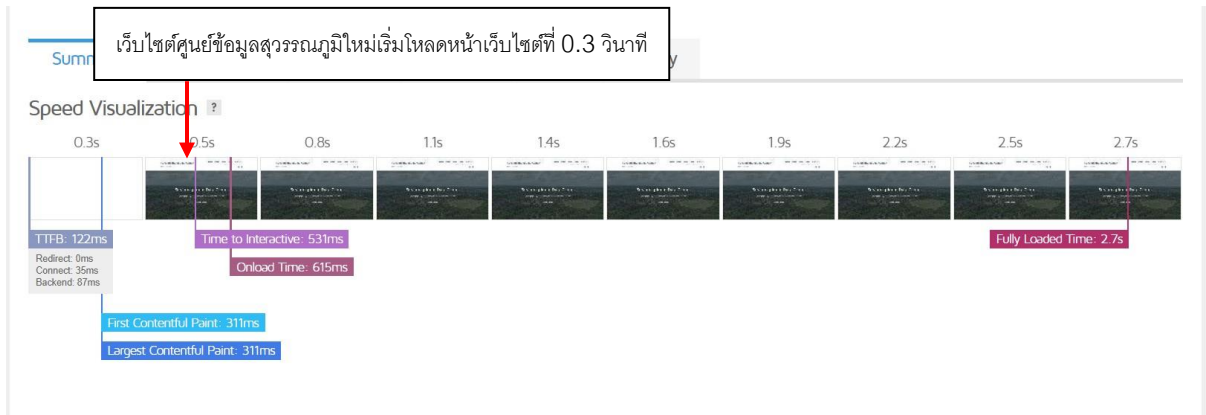 เว็บไซต์ศูนย์ข้อมูลสุวรรณภูมิใหม่เริ่มโหลดหน้าเว็บไซต์ที่ 0.3 วินาที
Speed Visualization ?
0.3s 0.5s 0.8s 1.1s 1.4s 1.6s 1.9s 2.2s 2.5s 2.7s
TTFB: 122ms
Time to Interactive: 531ms
Fully Loaded Time: 2.7s
Redirect: 0ms
Connect: 35ms
Backend: 87ms
Onload Time: 615ms
First Contentful Paint: 311ms
Largest Contentful Paint: 311ms